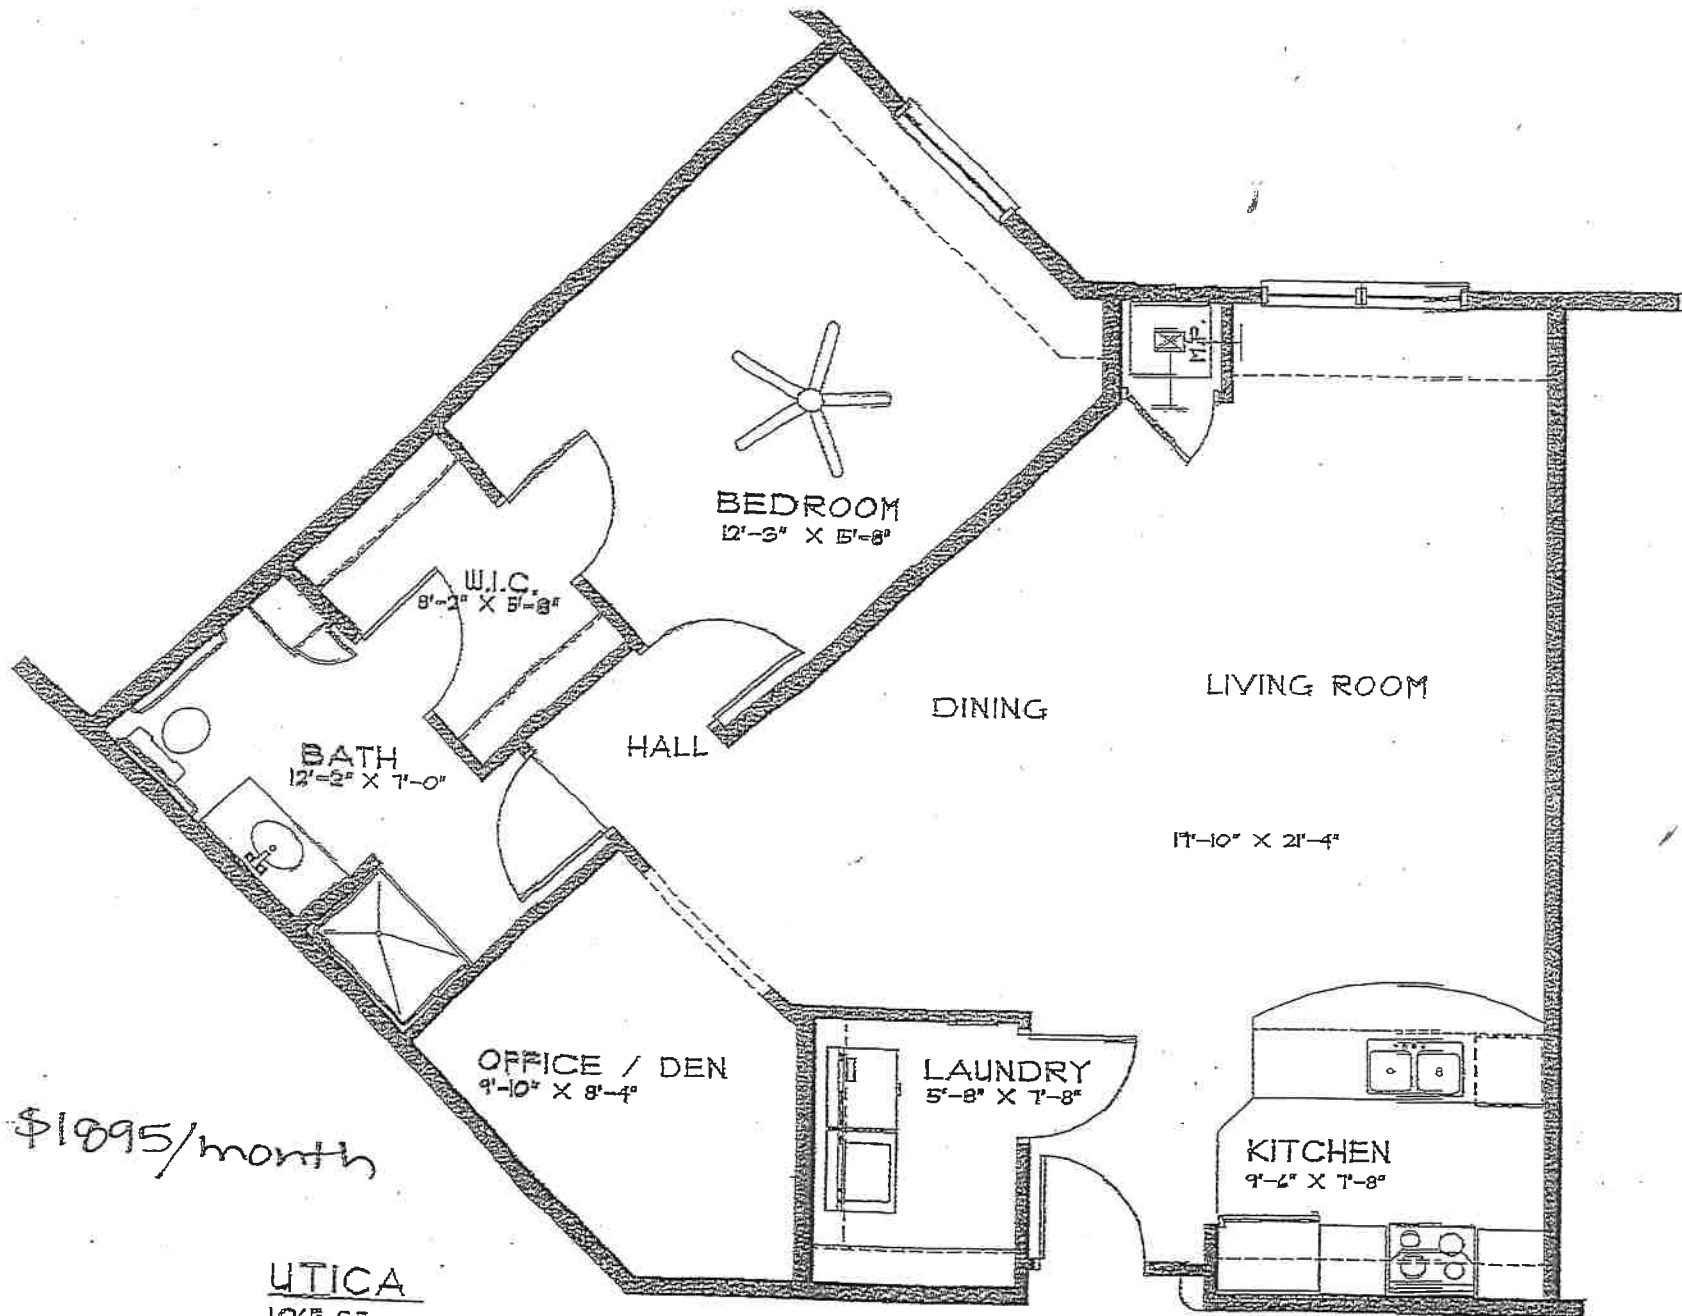 BEDROOM
12'-3" X 15'-8"
W.I.C.
8'-2" X 5'-8"
DINING
LIVING ROOM
HALL
BATH
12'-2" X 7'-0"
17'-10" X 21'-4"
OFFICE / DEN
9'-10" X 8'-4"
LAUNDRY
5'-8" X 7'-8"
$1895/month
KITCHEN
9'-6" X 7'-8"
UTICA